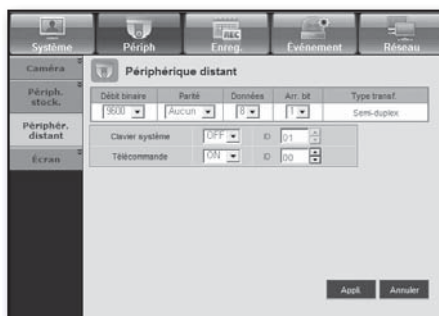 REC
Système Périph Enreg. Événement Réseau
Caméra
Périph. stock.
Périphér. distant
Écran
Périphérique distant
Débit binaire Parité Données Arr. bit Type transf.
9600 Aucun 8 1 Semi-duplex
Clavier système OFF ID 01
Télécommande ON ID 00
Appl. Annuler